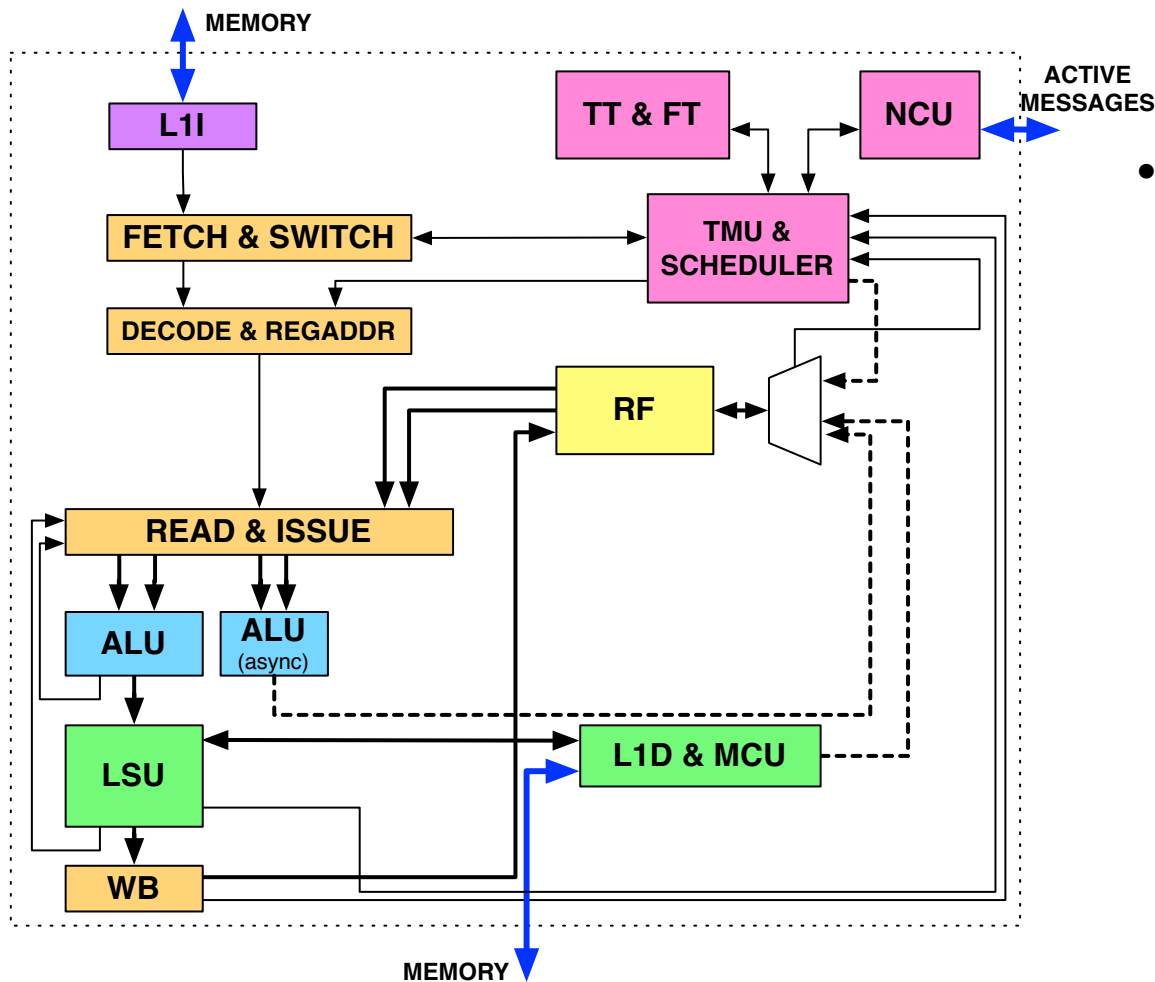 MEMORY
ACTIVE
MESSAGES
L1I
TT & FT
NCU
FETCH & SWITCH
TMU &
SCHEDULER
DECODE & REGADDR
RF
READ & ISSUE
ALU
ALU
(async)
LSU
L1D & MCU
WB
MEMORY